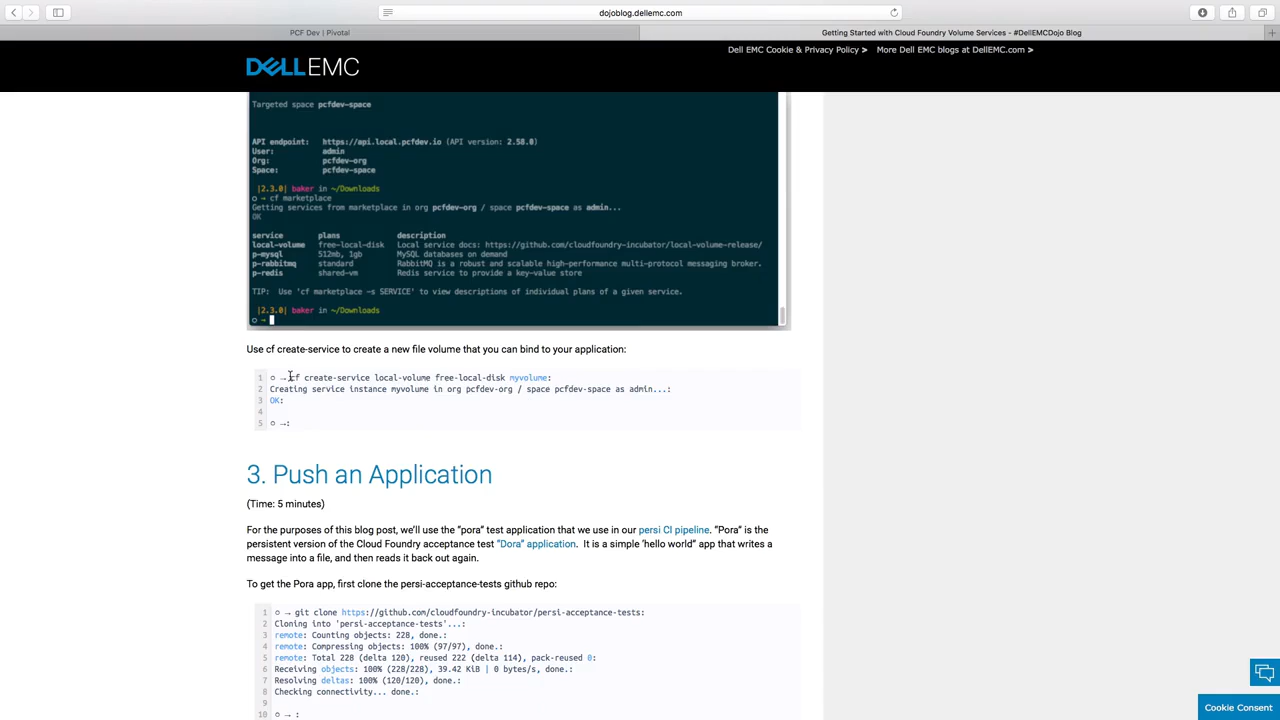 dojoblog.dellemc.com
PCF Dev | Pivotal
Getting Started with Cloud Foundry Volume Services - #DellEMCDojo Blog
Dell EMC Cookie & Privacy Policy > More Dell EMC blogs at DellEMC.com >
DELLEMC
Targeted space pcfdev-space
API endpoint: https://api.local.pcfdev.io (API version: 2.58.0)
User: admin
Org: pcfdev-org
Space: pcfdev-space
|2.3.0| baker in ~/Downloads
○ → cf marketplace
Getting services from marketplace in org pcfdev-org / space pcfdev-space as admin...
OK
service plans description
local-volume free-local-disk Local service docs: https://github.com/cloudfoundry-incubator/local-volume-release/
p-mysql 512mb, 1gb MySQL databases on demand
p-rabbitmq standard RabbitMQ is a robust and scalable high-performance multi-protocol messaging broker.
p-redis shared-vm Redis service to provide a key-value store
TIP: Use 'cf marketplace -s SERVICE' to view descriptions of individual plans of a given service.
|2.3.0| baker in ~/Downloads
○ →
Use cf create-service to create a new file volume that you can bind to your application:
1 ○ → cf create-service local-volume free-local-disk myvolume:
2 Creating service instance myvolume in org pcfdev-org / space pcfdev-space as admin...:
3 OK:
4
5 ○ →:
3. Push an Application
(Time: 5 minutes)
For the purposes of this blog post, we'll use the "pora" test application that we use in our persi CI pipeline. "Pora" is the
persistent version of the Cloud Foundry acceptance test "Dora" application. It is a simple 'hello world" app that writes a
message into a file, and then reads it back out again.
To get the Pora app, first clone the persi-acceptance-tests github repo:
1 ○ → git clone https://github.com/cloudfoundry-incubator/persi-acceptance-tests:
2 Cloning into 'persi-acceptance-tests'...:
3 remote: Counting objects: 228, done.:
4 remote: Compressing objects: 100% (97/97), done.:
5 remote: Total 228 (delta 120), reused 222 (delta 114), pack-reused 0:
6 Receiving objects: 100% (228/228), 39.42 KiB | 0 bytes/s, done.:
7 Resolving deltas: 100% (120/120), done.:
8 Checking connectivity... done.:
9
10 ○ → :
Cookie Consent